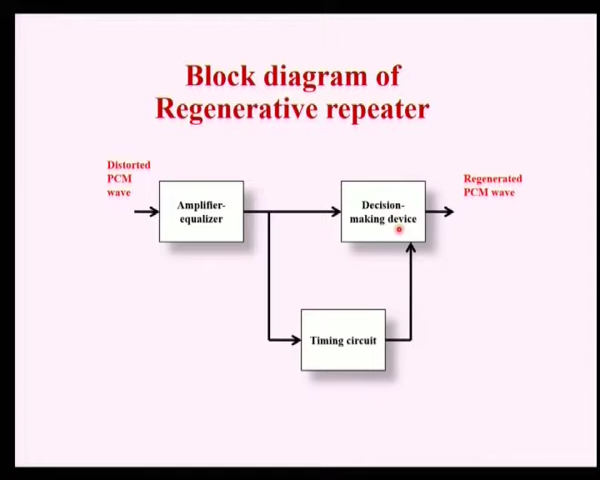 Block diagram of
Regenerative repeater
Distorted
PCM
wave
Amplifier-
equalizer
Decision-
making device
Regenerated
PCM wave
Timing circuit